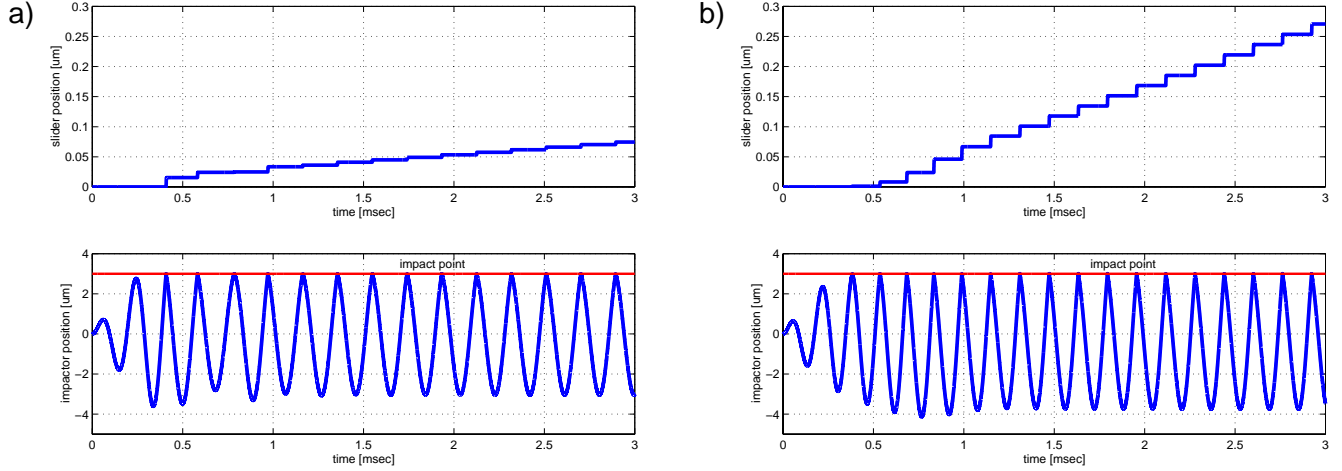 a)
slider position [um]
0.3
0.25
0.2
0.15
0.1
0.05
0
0 0.5 1 1.5 2 2.5 3
time [msec]
impactor position [um]
4
2
0
−2
−4
impact point
0 0.5 1 1.5 2 2.5 3
time [msec]
b)
slider position [um]
0.3
0.25
0.2
0.15
0.1
0.05
0
0 0.5 1 1.5 2 2.5 3
time [msec]
impactor position [um]
4
2
0
−2
−4
impact point
0 0.5 1 1.5 2 2.5 3
time [msec]